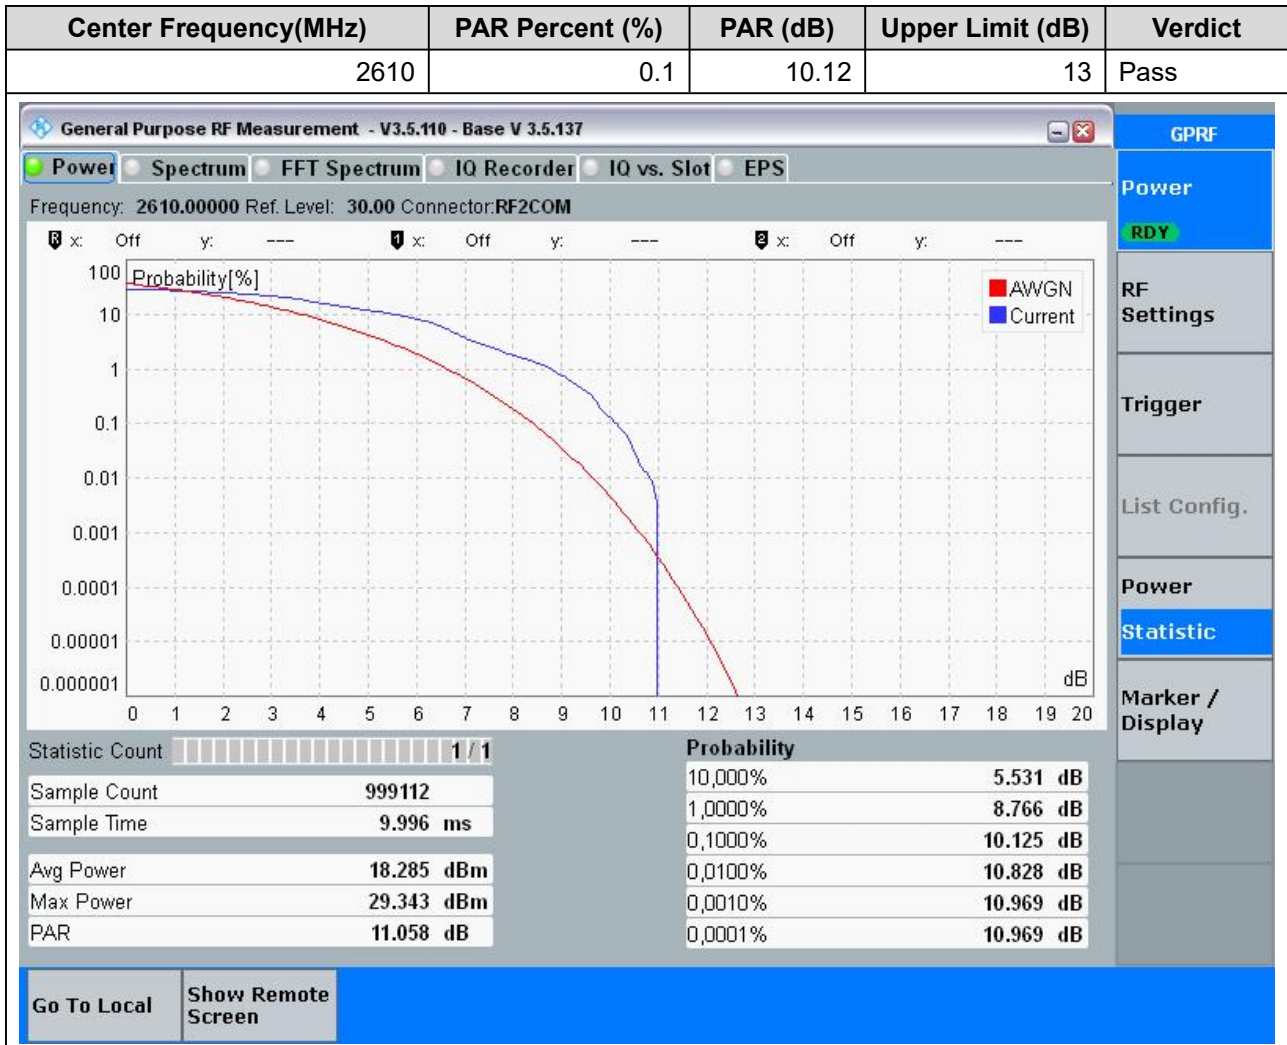 Center Frequency(MHz) PAR Percent (%) PAR (dB) Upper Limit (dB) Verdict
2610 0.1 10.12 13 Pass
General Purpose RF Measurement - V3.5.110 - Base V 3.5.137
GPRF
Power Spectrum FFT Spectrum IQ Recorder IQ vs. Slot EPS
Frequency: 2610.00000 Ref. Level: 30.00 Connector:RF2COM
R x: Off y: --- 1 x: Off y: --- 2 x: Off y: ---
Probability[%]
AWGN
Current
100
10
1
0.1
0.01
0.001
0.0001
0.00001
0.000001
dB
0 1 2 3 4 5 6 7 8 9 10 11 12 13 14 15 16 17 18 19 20
Statistic Count 1 / 1
Sample Count 999112
Sample Time 9.996 ms
Avg Power 18.285 dBm
Max Power 29.343 dBm
PAR 11.058 dB
Probability
10,000% 5.531 dB
1,0000% 8.766 dB
0,1000% 10.125 dB
0,0100% 10.828 dB
0,0010% 10.969 dB
0,0001% 10.969 dB
Power
RDY
RF
Settings
Trigger
List Config.
Power
Statistic
Marker /
Display
Go To Local
Show Remote
Screen